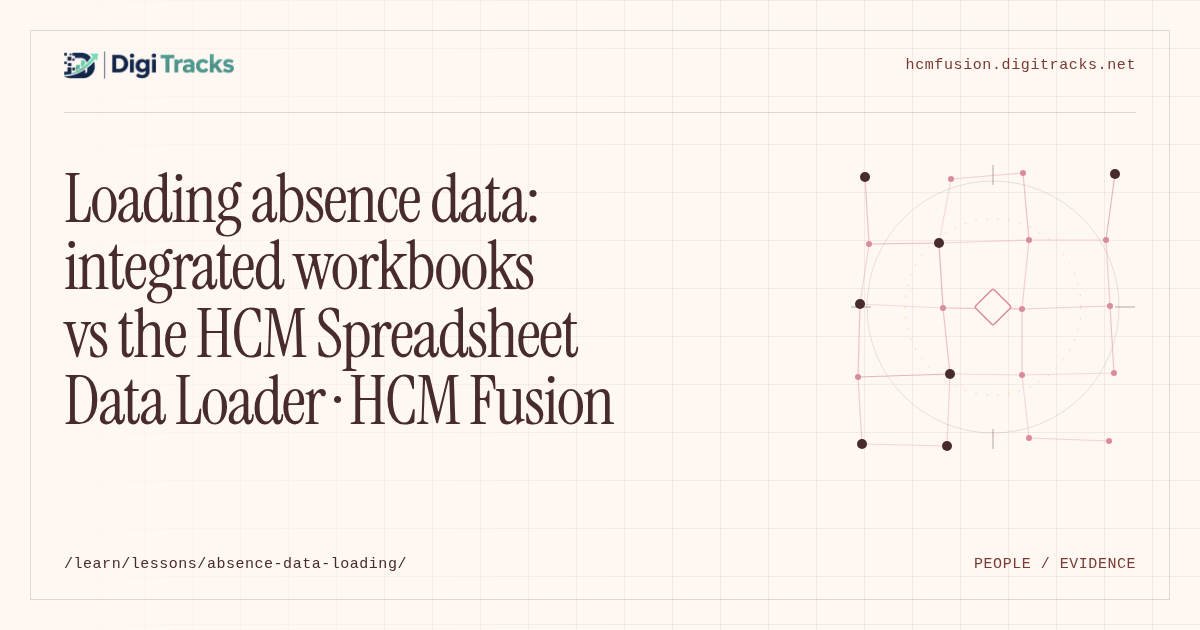 Digi Tracks
hcmfusion.digitracks.net
Loading absence data:
integrated workbooks
vs the HCM Spreadsheet
Data Loader · HCM Fusion
/learn/lessons/absence-data-loading/
PEOPLE / EVIDENCE